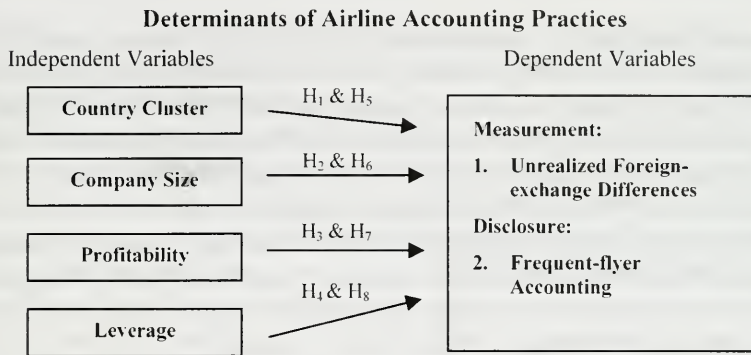 Determinants of Airline Accounting Practices
Independent Variables
Dependent Variables
Country Cluster
H₁ & H₅
Company Size
H₂ & H₆
Profitability
H₃ & H₇
Leverage
H₄ & H₈
Measurement:
1. Unrealized Foreign-
exchange Differences
Disclosure:
2. Frequent-flyer
Accounting